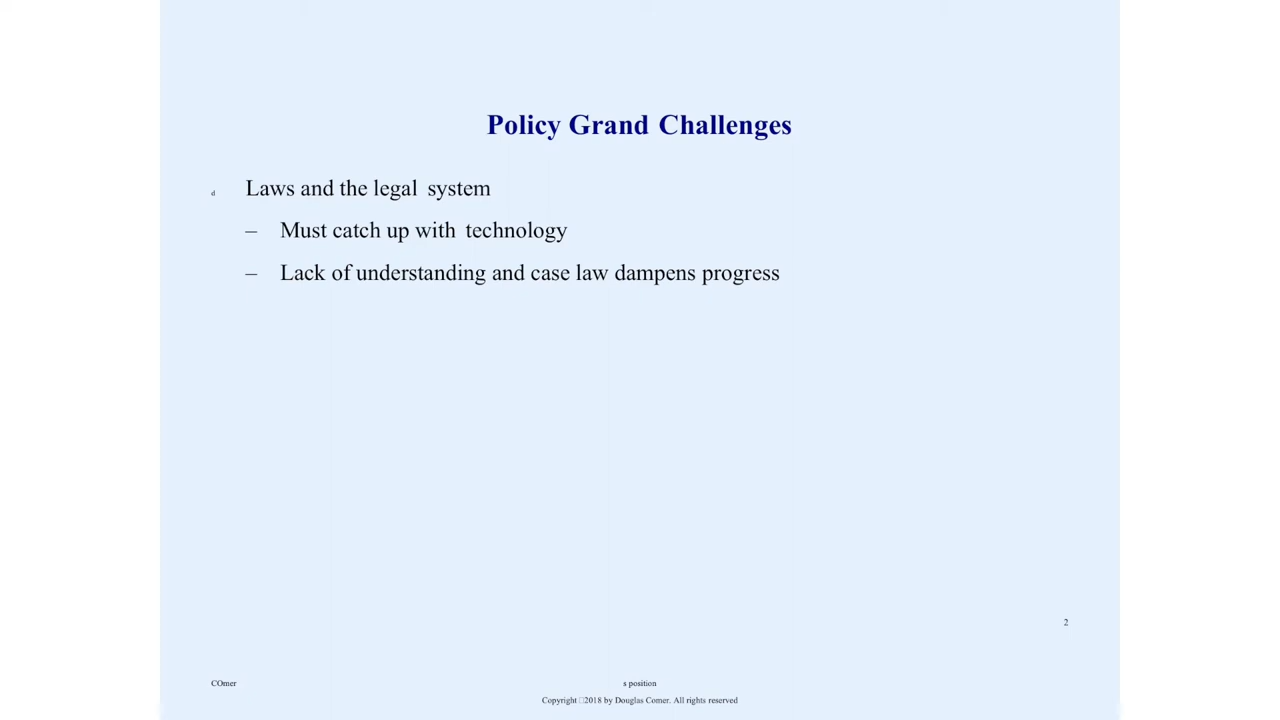 Policy Grand Challenges
d Laws and the legal system
– Must catch up with technology
– Lack of understanding and case law dampens progress
2
COmer s position
Copyright □2018 by Douglas Comer. All rights reserved